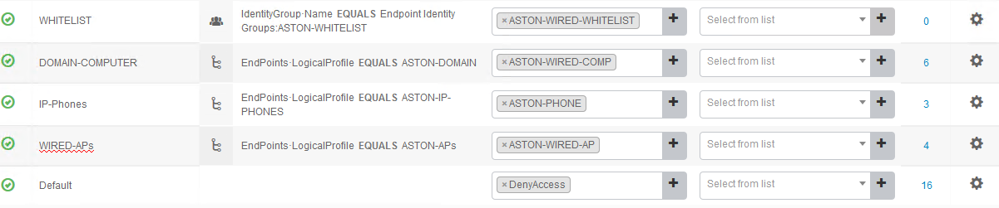 WHITELIST
IdentityGroup·Name EQUALS Endpoint Identity
Groups:ASTON-WHITELIST
× ASTON-WIRED-WHITELIST
+
Select from list
+
0
DOMAIN-COMPUTER
EndPoints·LogicalProfile EQUALS ASTON-DOMAIN
× ASTON-WIRED-COMP
+
Select from list
+
6
IP-Phones
EndPoints·LogicalProfile EQUALS ASTON-IP-
PHONES
× ASTON-PHONE
+
Select from list
+
3
WIRED-APs
EndPoints·LogicalProfile EQUALS ASTON-APs
× ASTON-WIRED-AP
+
Select from list
+
4
Default
× DenyAccess
+
Select from list
+
16